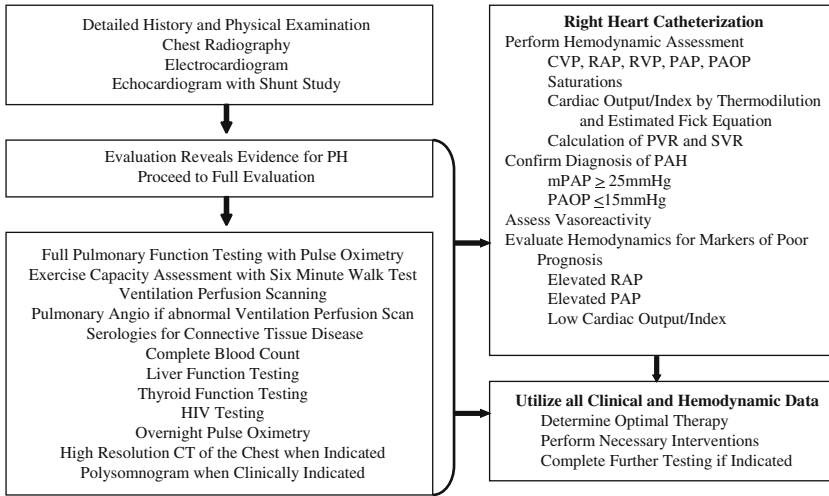 Detailed History and Physical Examination
Chest Radiography
Electrocardiogram
Echocardiogram with Shunt Study
Evaluation Reveals Evidence for PH
Proceed to Full Evaluation
Full Pulmonary Function Testing with Pulse Oximetry
Exercise Capacity Assessment with Six Minute Walk Test
Ventilation Perfusion Scanning
Pulmonary Angio if abnormal Ventilation Perfusion Scan
Serologies for Connective Tissue Disease
Complete Blood Count
Liver Function Testing
Thyroid Function Testing
HIV Testing
Overnight Pulse Oximetry
High Resolution CT of the Chest when Indicated
Polysomnogram when Clinically Indicated
Right Heart Catheterization
Perform Hemodynamic Assessment
CVP, RAP, RVP, PAP, PAOP
Saturations
Cardiac Output/Index by Thermodilution
and Estimated Fick Equation
Calculation of PVR and SVR
Confirm Diagnosis of PAH
mPAP ≥ 25mmHg
PAOP ≤15mmHg
Assess Vasoreactivity
Evaluate Hemodynamics for Markers of Poor
Prognosis
Elevated RAP
Elevated PAP
Low Cardiac Output/Index
Utilize all Clinical and Hemodynamic Data
Determine Optimal Therapy
Perform Necessary Interventions
Complete Further Testing if Indicated